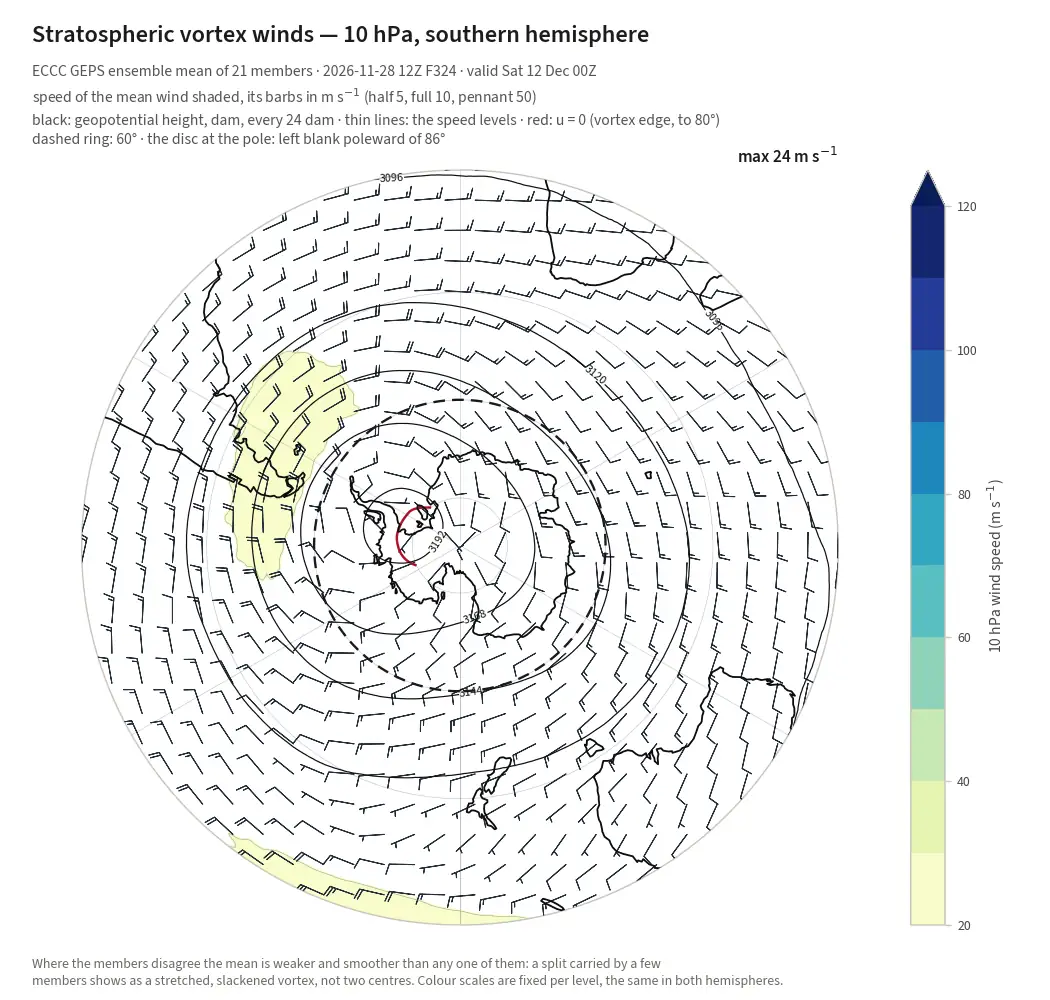 Stratospheric vortex winds — 10 hPa, southern hemisphere
ECCC GEPS ensemble mean of 21 members · 2026-11-28 12Z F324 · valid Sat 12 Dec 00Z
speed of the mean wind shaded, its barbs in m s⁻¹ (half 5, full 10, pennant 50)
black: geopotential height, dam, every 24 dam · thin lines: the speed levels · red: u = 0 (vortex edge, to 80°)
dashed ring: 60° · the disc at the pole: left blank poleward of 86°
max 24 m s⁻¹
3096
3096
3120
3192
3168
3144
120
100
80
60
40
20
10 hPa wind speed (m s⁻¹)
Where the members disagree the mean is weaker and smoother than any one of them: a split carried by a few
members shows as a stretched, slackened vortex, not two centres. Colour scales are fixed per level, the same in both hemispheres.